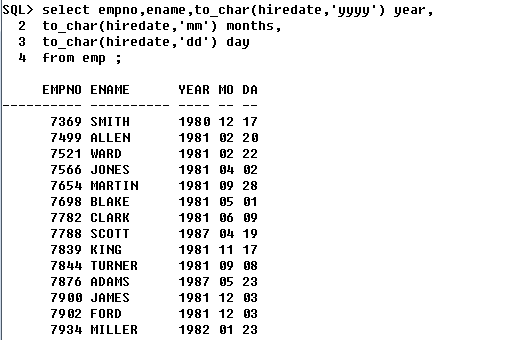 SQL> select empno,ename,to_char(hiredate,'yyyy') year,
  2  to_char(hiredate,'mm') months,
  3  to_char(hiredate,'dd') day
  4  from emp ;
     EMPNO ENAME      YEAR MO DA
---------- ---------- ---- -- --
      7369 SMITH      1980 12 17
      7499 ALLEN      1981 02 20
      7521 WARD       1981 02 22
      7566 JONES      1981 04 02
      7654 MARTIN     1981 09 28
      7698 BLAKE      1981 05 01
      7782 CLARK      1981 06 09
      7788 SCOTT      1987 04 19
      7839 KING       1981 11 17
      7844 TURNER     1981 09 08
      7876 ADAMS      1987 05 23
      7900 JAMES      1981 12 03
      7902 FORD       1981 12 03
      7934 MILLER     1982 01 23